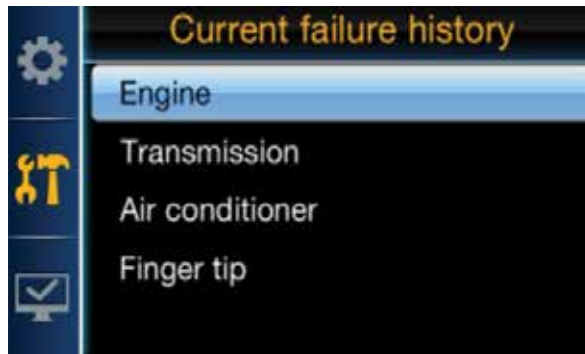 Current failure history
Engine
Transmission
Air conditioner
Finger tip